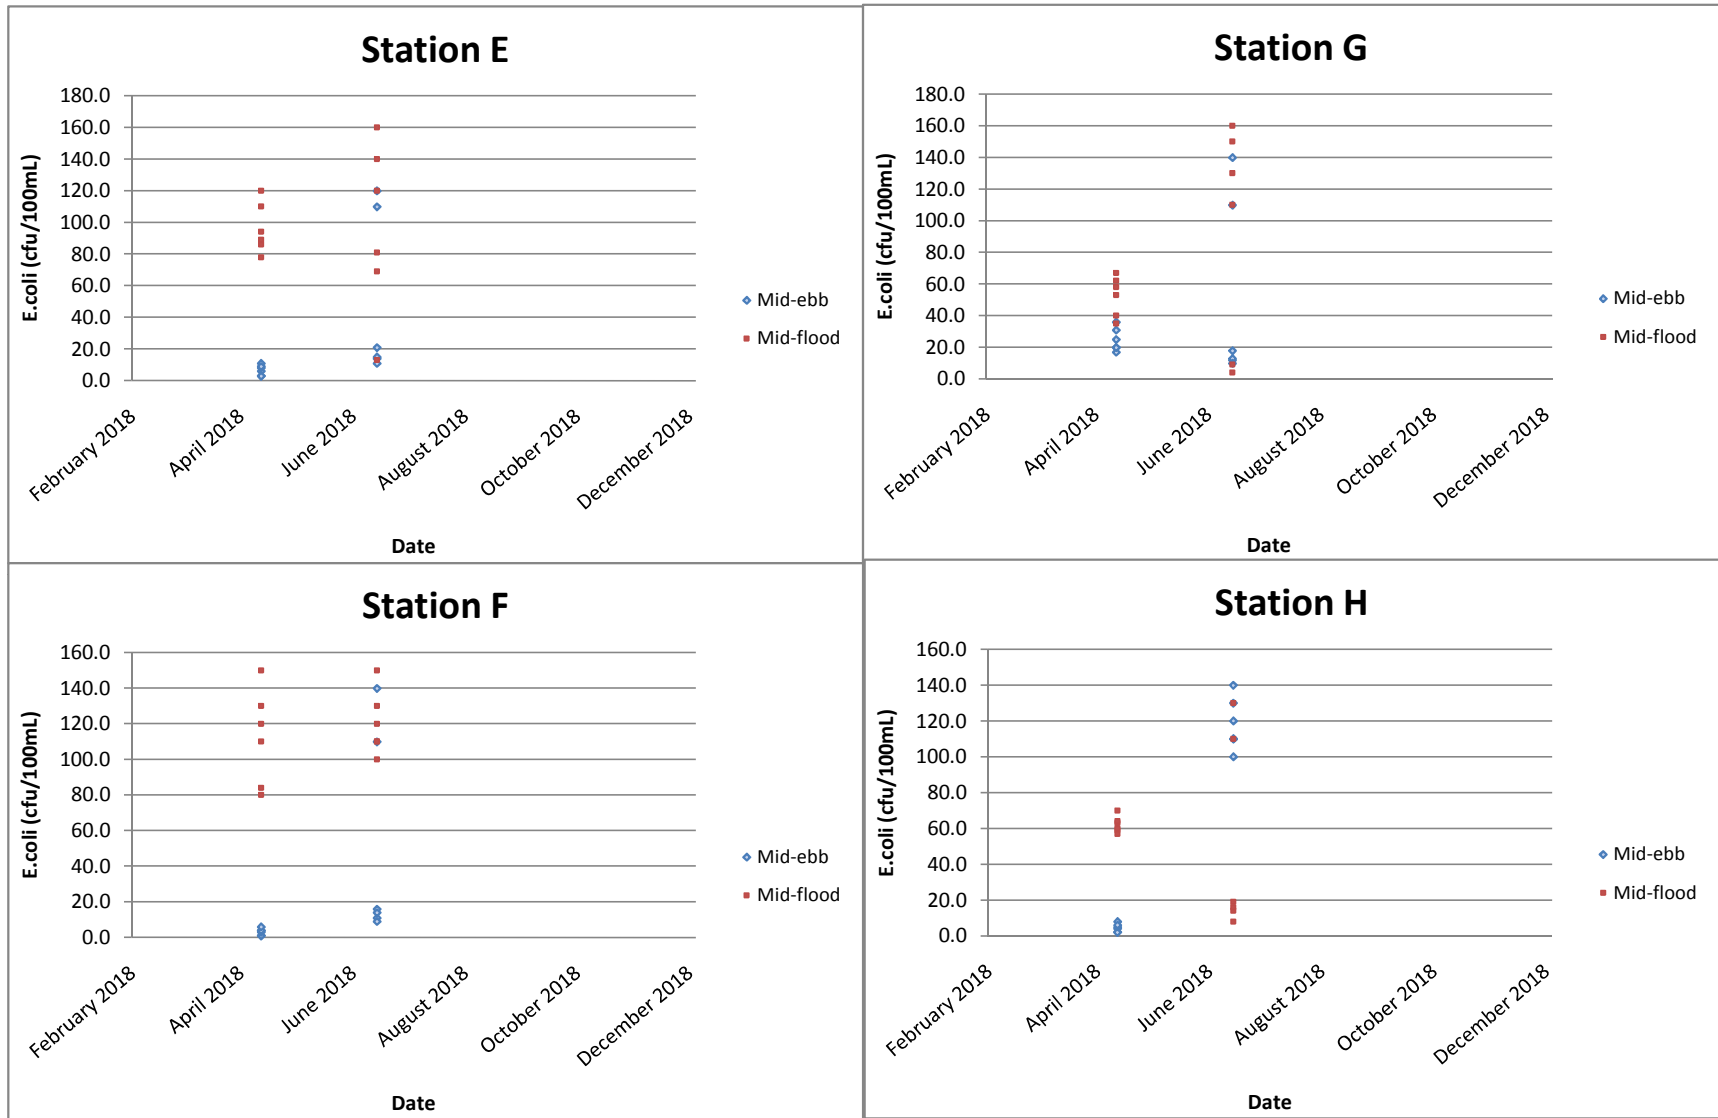 Station E
180.0
160.0
140.0
120.0
100.0
80.0
60.0
40.0
20.0
0.0
E.coli (cfu/100mL)
February 2018
April 2018
June 2018
August 2018
October 2018
December 2018
Date
Mid-ebb
Mid-flood
Station G
180.0
160.0
140.0
120.0
100.0
80.0
60.0
40.0
20.0
0.0
E.coli (cfu/100mL)
February 2018
April 2018
June 2018
August 2018
October 2018
December 2018
Date
Mid-ebb
Mid-flood
Station F
160.0
140.0
120.0
100.0
80.0
60.0
40.0
20.0
0.0
E.coli (cfu/100mL)
February 2018
April 2018
June 2018
August 2018
October 2018
December 2018
Date
Mid-ebb
Mid-flood
Station H
160.0
140.0
120.0
100.0
80.0
60.0
40.0
20.0
0.0
E.coli (cfu/100mL)
February 2018
April 2018
June 2018
August 2018
October 2018
December 2018
Date
Mid-ebb
Mid-flood